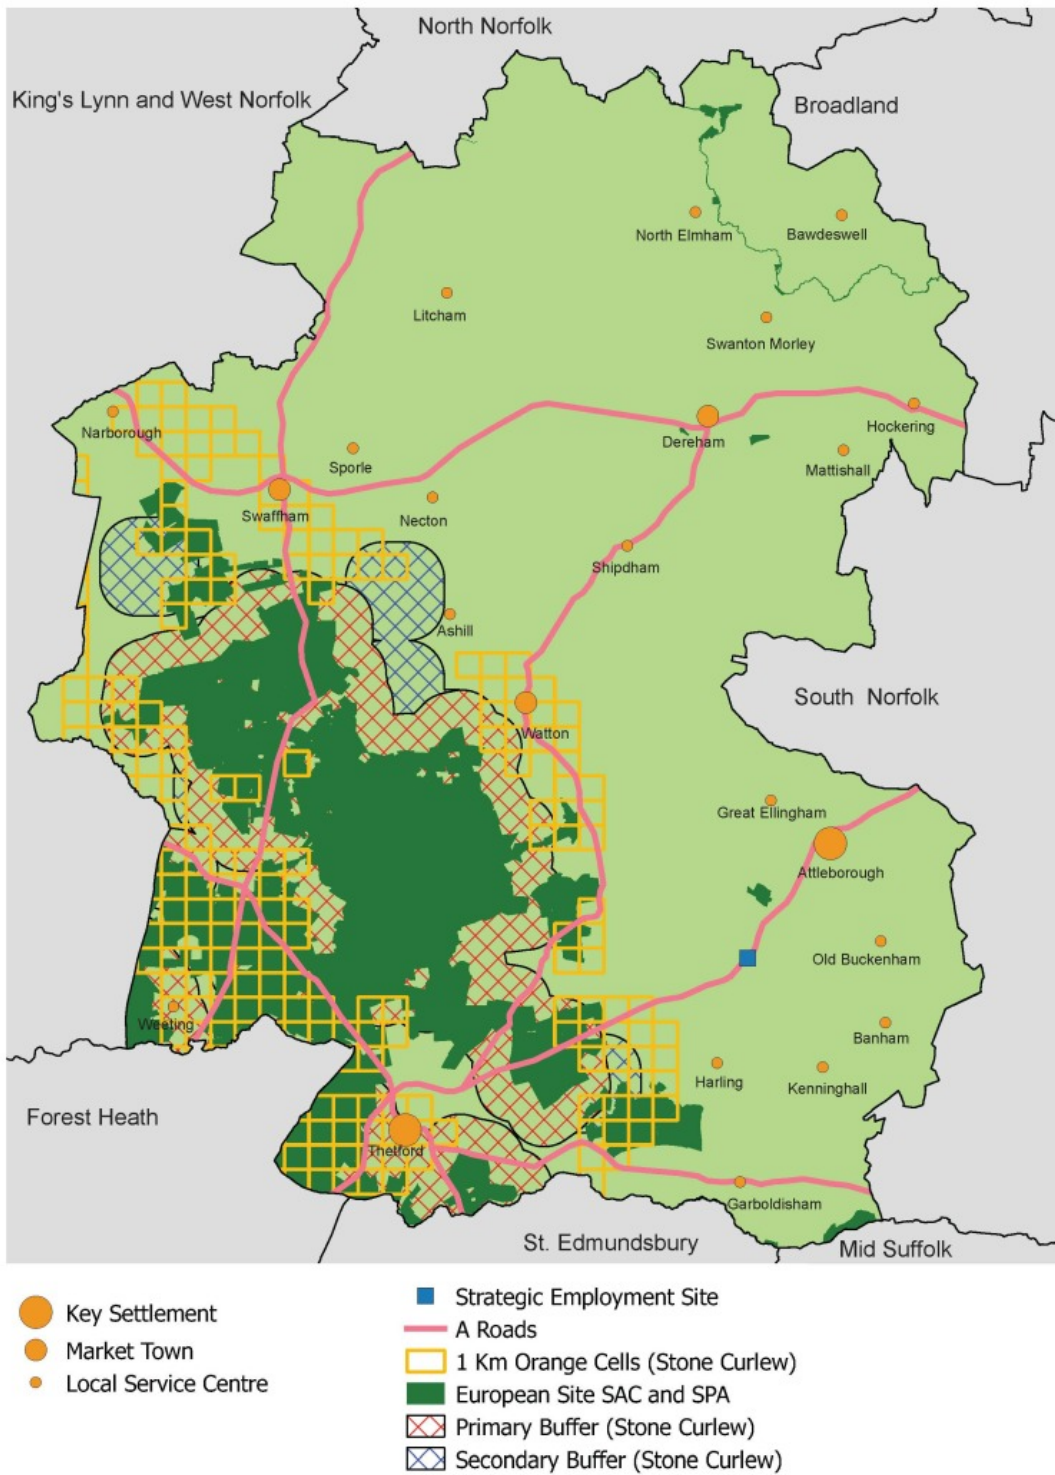 North Norfolk
King's Lynn and West Norfolk
Broadland
North Elmham
Bawdeswell
Litcham
Swanton Morley
Narborough
Dereham
Hockering
Sporle
Mattishall
Swaffham
Necton
Shipdham
Ashill
South Norfolk
Watton
Great Ellingham
Attleborough
Old Buckenham
Weeting
Banham
Harling
Kenninghall
Forest Heath
Thetford
Garboldisham
St. Edmundsbury
Mid Suffolk
Key Settlement
Market Town
Local Service Centre
Strategic Employment Site
A Roads
1 Km Orange Cells (Stone Curlew)
European Site SAC and SPA
Primary Buffer (Stone Curlew)
Secondary Buffer (Stone Curlew)